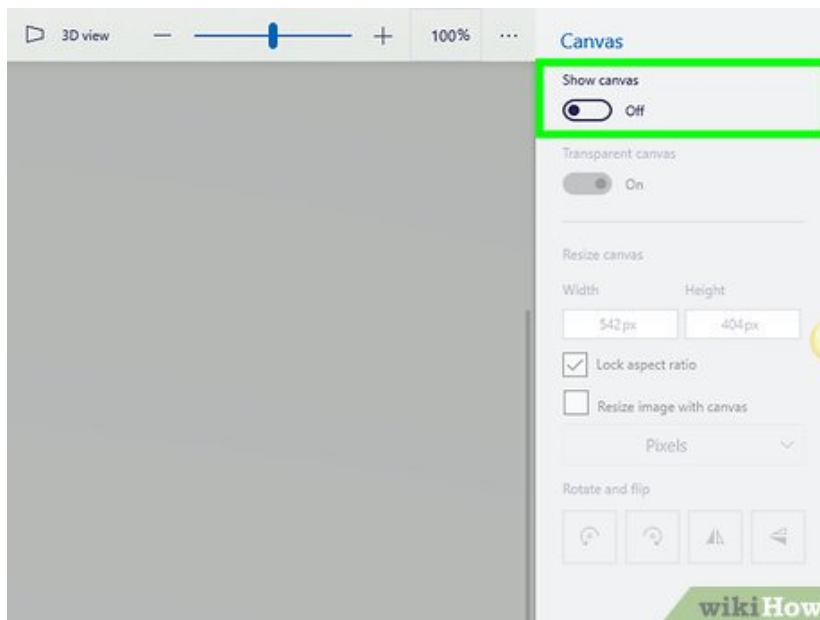 3D view 100% ...
Canvas
Show canvas
Off
Transparent canvas
On
Resize canvas
Width Height
542px 404px
Lock aspect ratio
Resize image with canvas
Pixels
Rotate and flip
wikiHow